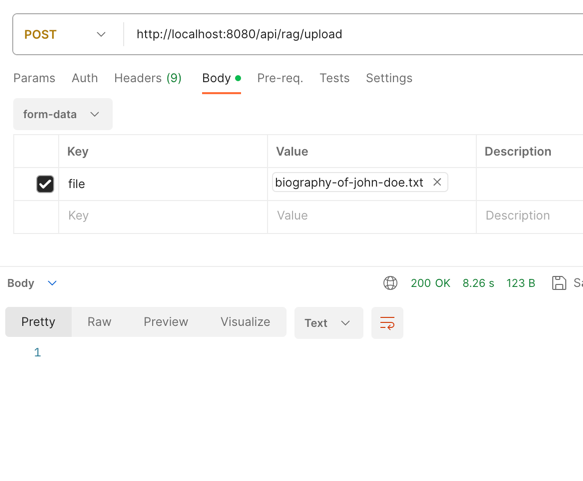 POST http://localhost:8080/api/rag/upload
Params Auth Headers (9) Body Pre-req. Tests Settings
form-data
Key Value Description
file biography-of-john-doe.txt
Key Value Description
Body 200 OK 8.26 s 123 B Sa
Pretty Raw Preview Visualize Text
1